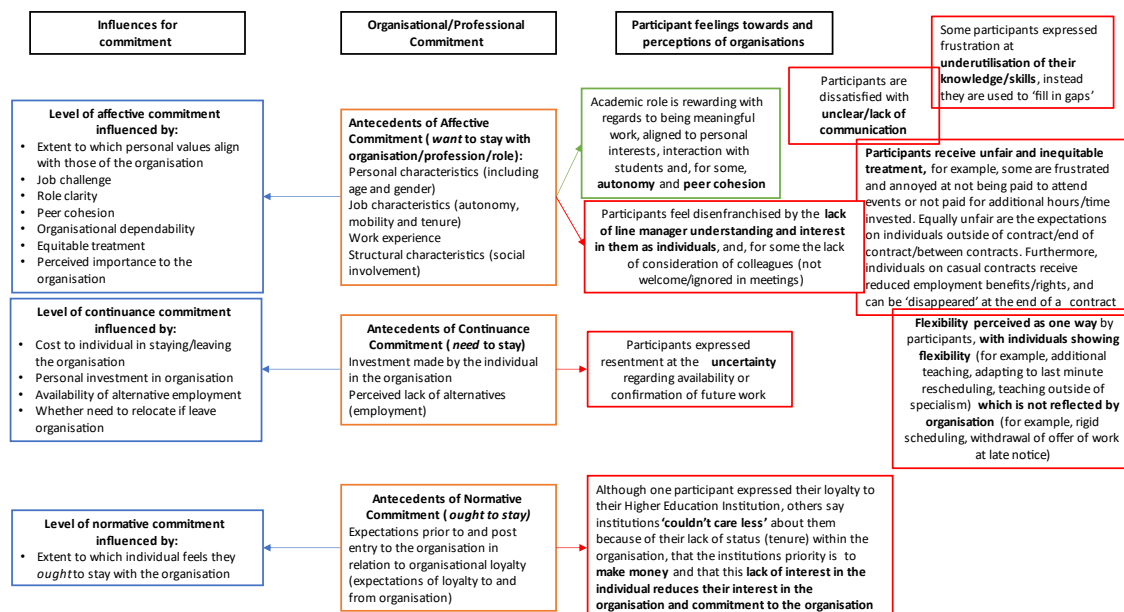 Influences for
commitment
Organisational/Professional
Commitment
Participant feelings towards and
perceptions of organisations
Level of affective commitment
influenced by:
• Extent to which personal values align
with those of the organisation
• Job challenge
• Role clarity
• Peer cohesion
• Organisational dependability
• Equitable treatment
• Perceived importance to the
organisation
Antecedents of Affective
Commitment ( want to stay with
organisation/profession/role):
Personal characteristics (including
age and gender)
Job characteristics (autonomy,
mobility and tenure)
Work experience
Structural characteristics (social
involvement)
Academic role is rewarding with
regards to being meaningful
work, aligned to personal
interests, interaction with
students and, for some,
autonomy and peer cohesion
Participants are
dissatisfied with
unclear/lack of
communication
Some participants expressed
frustration at
underutilisation of their
knowledge/skills, instead
they are used to ‘fill in gaps’
Participants feel disenfranchised by the lack
of line manager understanding and
interest in them as individuals, and, for some the lack
of consideration of colleagues (not
welcome/ignored in meetings)
Participants receive unfair and inequitable
treatment, for example, some are frustrated
and annoyed at not being paid to attend
events or not paid for additional hours/time
invested. Equally unfair are the expectations
on individuals outside of contract/end of
contract/between contracts. Furthermore,
individuals on casual contracts receive
reduced employment benefits/rights, and
can be ‘disappeared’ at the end of a contract
Level of continuance commitment
influenced by:
• Cost to individual in staying/leaving
the organisation
• Personal investment in organisation
• Availability of alternative employment
• Whether need to relocate if leave
organisation
Antecedents of Continuance
Commitment ( need to stay)
Investment made by the individual
in the organisation
Perceived lack of alternatives
(employment)
Participants expressed
resentment at the uncertainty
regarding availability or
confirmation of future work
Flexibility perceived as one way by
participants, with individuals showing
flexibility (for example, additional
teaching, adapting to last minute
rescheduling, teaching outside of
specialism) which is not reflected by
organisation (for example, rigid
scheduling, withdrawal of offer of work
at late notice)
Level of normative commitment
influenced by:
• Extent to which individual feels they
ought to stay with the organisation
Antecedents of Normative
Commitment ( ought to stay)
Expectations prior to and post
entry to the organisation in
relation to organisational loyalty
(expectations of loyalty to and
from organisation)
Although one participant expressed their loyalty to
their Higher Education Institution, others say
institutions ‘couldn’t care less’ about them
because of their lack of status (tenure) within the
organisation, that the institutions priority is to
make money and that this lack of interest in the
individual reduces their interest in the
organisation and commitment to the organisation